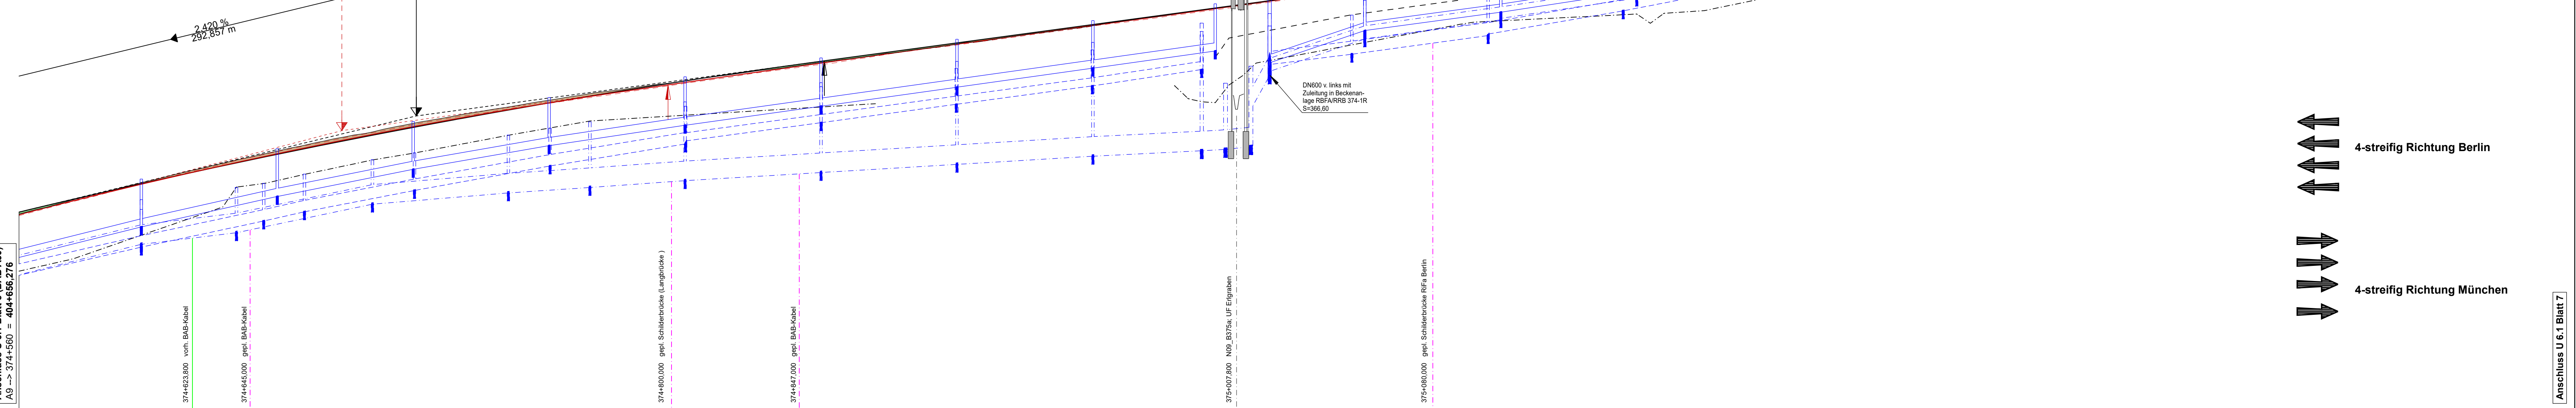 2,420 %
292,857 m
DN600 v. links mit
Zuleitung in Beckenan-
lage RBFA/RRB 374-1R
S=366,60
4-streifig Richtung Berlin
4-streifig Richtung München
A9 --> 374+560 = 404+656,276
374+623,800 vorh. BAB-Kabel
374+645,000 gepl. BAB-Kabel
374+800,000 gepl. Schilderbrücke (Langbrücke )
374+847,000 gepl. BAB-Kabel
375+007,800 N09_B375a; UF Erlgraben
375+080,000 gepl. Schilderbrücke RiFa Berlin
Anschluss U 6.1 Blatt 7